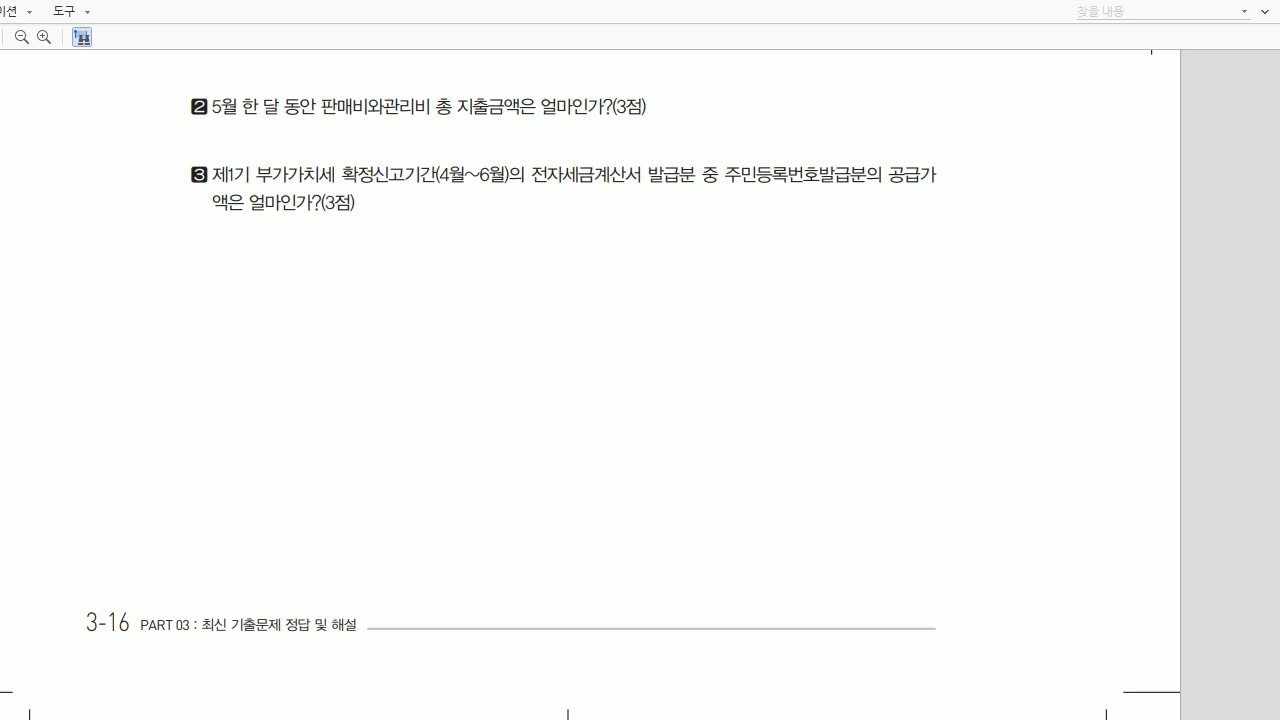 이션 도구 찾을 내용
2 5월 한 달 동안 판매비와관리비 총 지출금액은 얼마인가?(3점)
3 제1기 부가가치세 확정신고기간(4월~6월)의 전자세금계산서 발급분 중 주민등록번호발급분의 공급가
액은 얼마인가?(3점)
3-16 PART 03 : 최신 기출문제 정답 및 해설